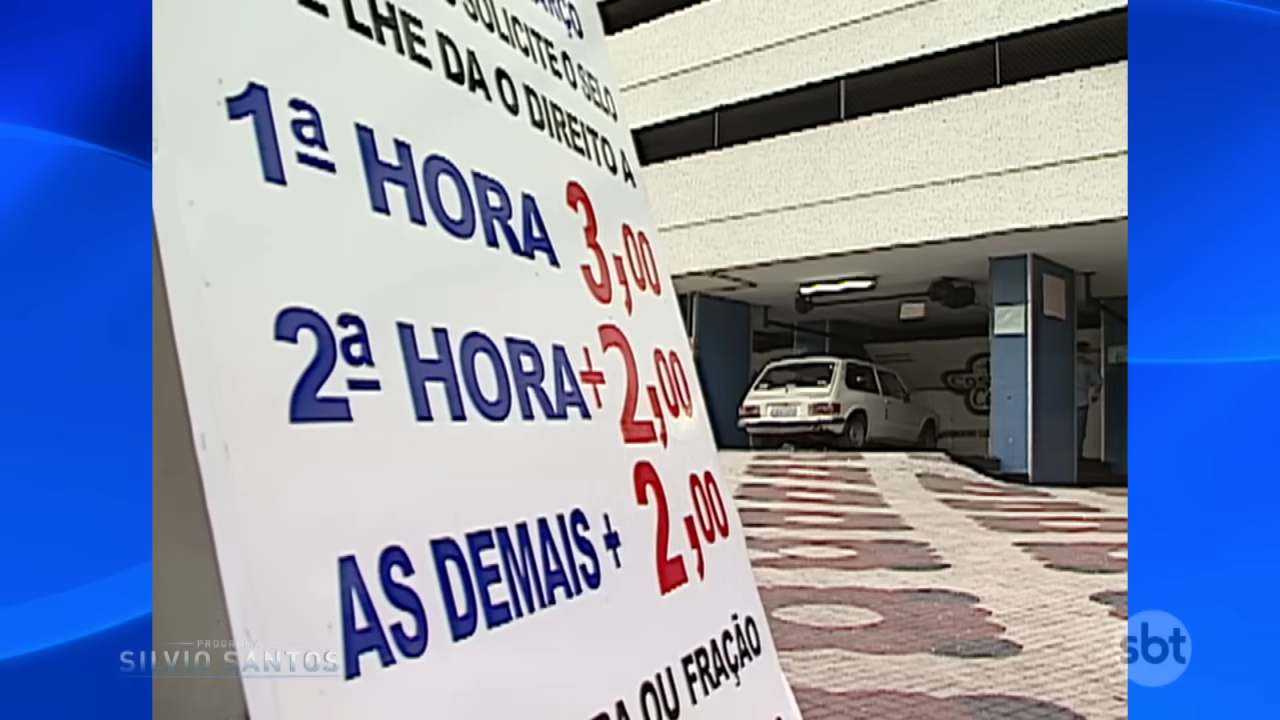 SOLICITE O SELO
LHE DA O DIREITO A
1ª HORA 3,00
2ª HORA + 2,00
AS DEMAIS + 2,00
OU FRAÇÃO
PROGRAMA
SILVIO SANTOS
sbt